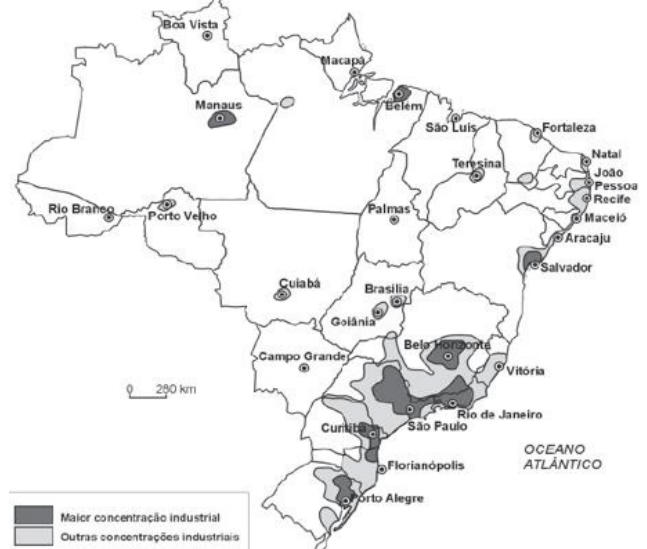 Boa Vista
Macapá
Manaus
Belém
São Luis
Fortaleza
Teresina
Natal
João
Pessoa
Recife
Maceió
Aracaju
Salvador
Rio Branco
Porto Velho
Palmas
Cuiabá
Brasília
Goiânia
Campo Grande
Belo Horizonte
Vitória
0 280 km
Rio de Janeiro
São Paulo
Curitiba
Florianópolis
OCEANO
ATLÂNTICO
Porto Alegre
Maior concentração industrial
Outras concentrações industriais